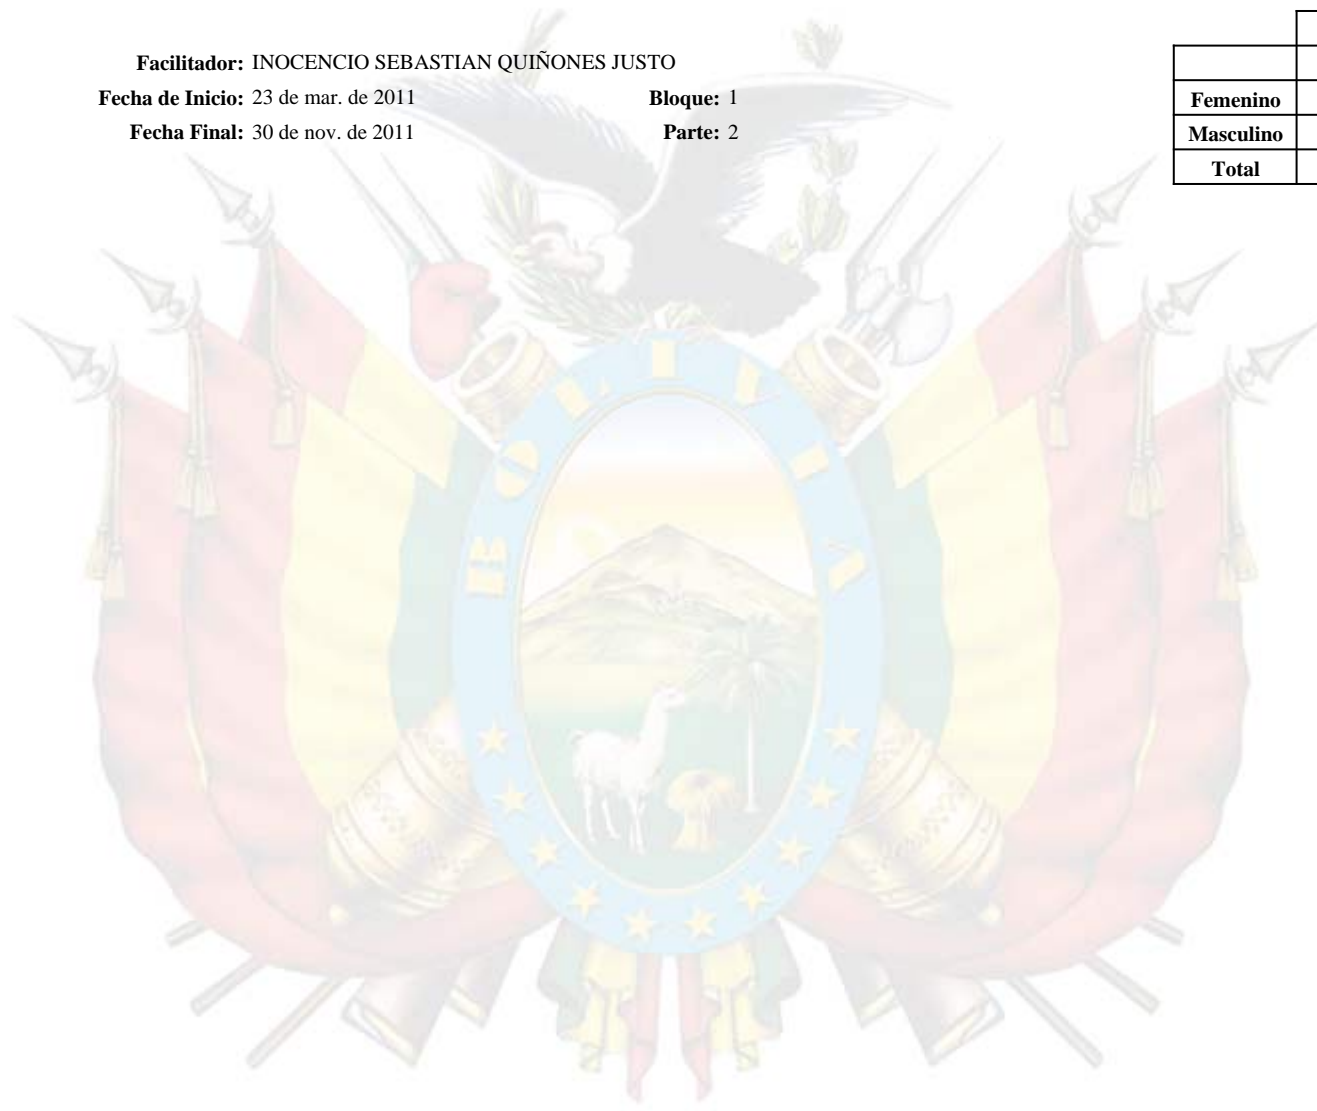 Facilitador: INOCENCIO SEBASTIAN QUIÑONES JUSTO
Fecha de Inicio: 23 de mar. de 2011 Bloque: 1
Fecha Final: 30 de nov. de 2011 Parte: 2
Femenino
Masculino
Total
BOLIVIA